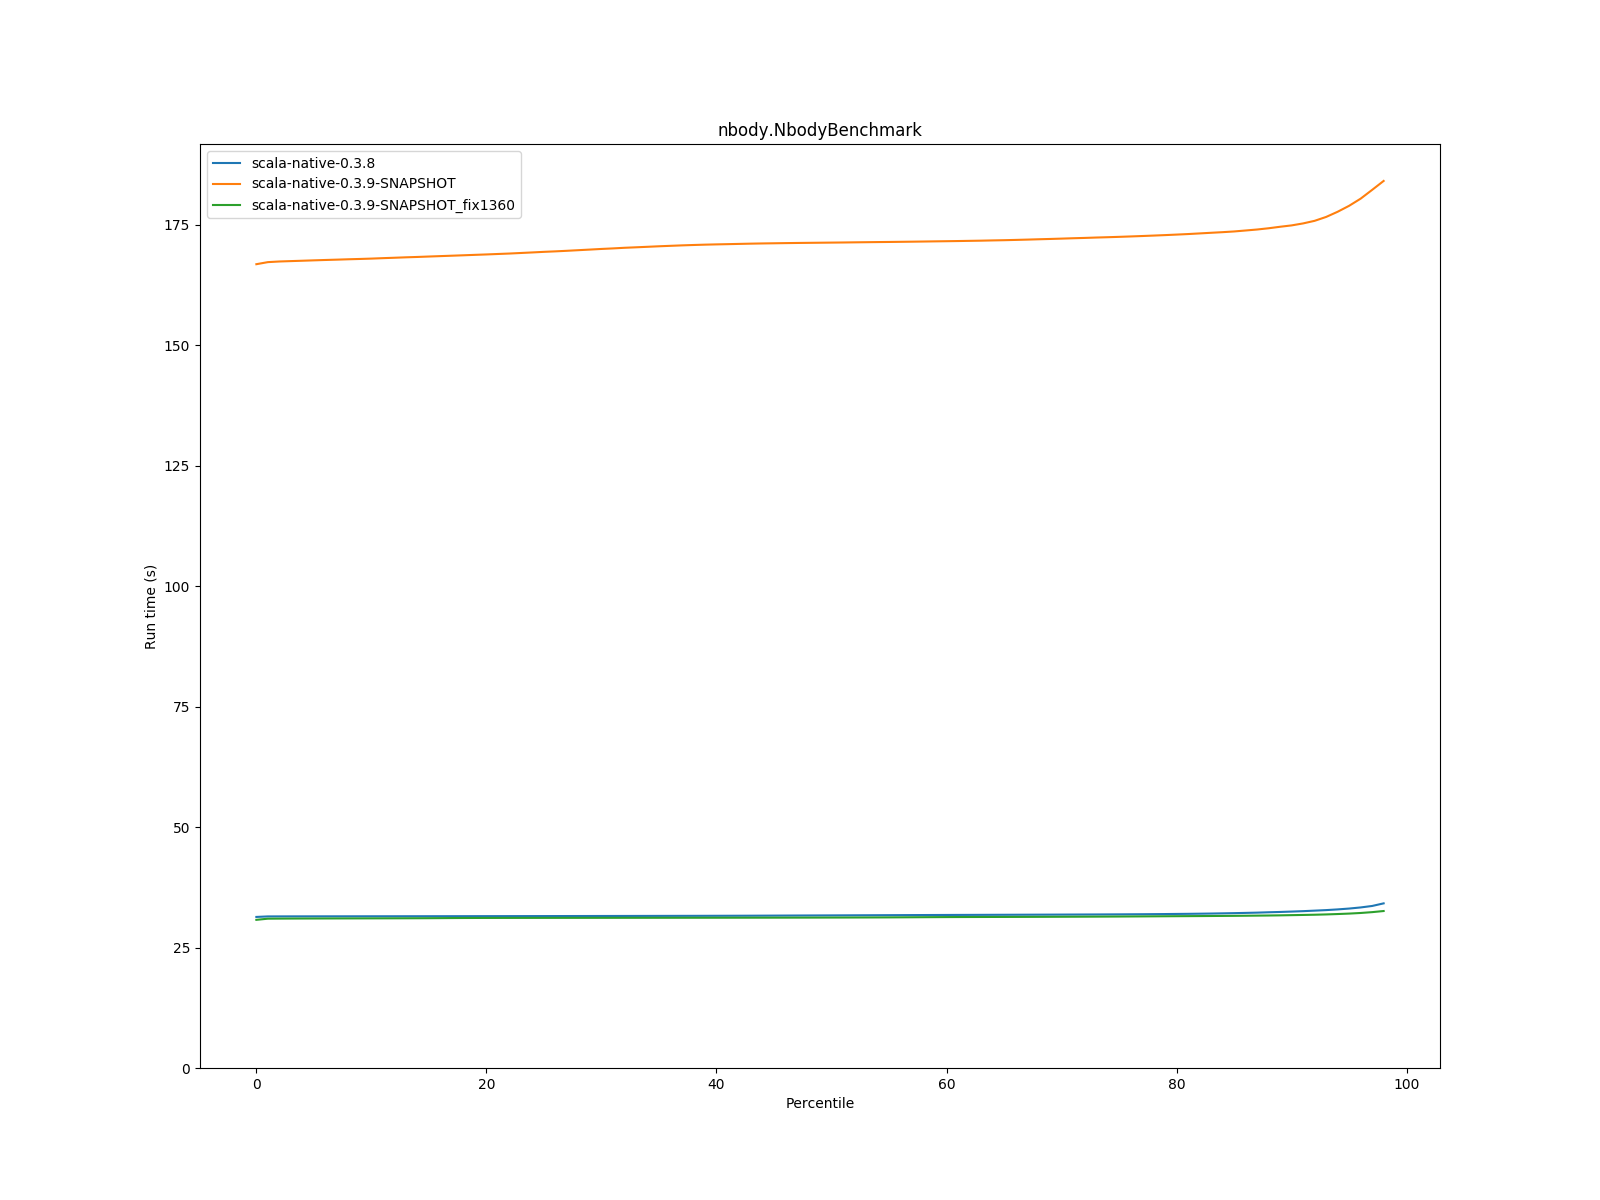 nbody.NbodyBenchmark
scala-native-0.3.8
scala-native-0.3.9-SNAPSHOT
scala-native-0.3.9-SNAPSHOT_fix1360
175
150
125
100
75
50
25
0
Run time (s)
0 20 40 60 80 100
Percentile